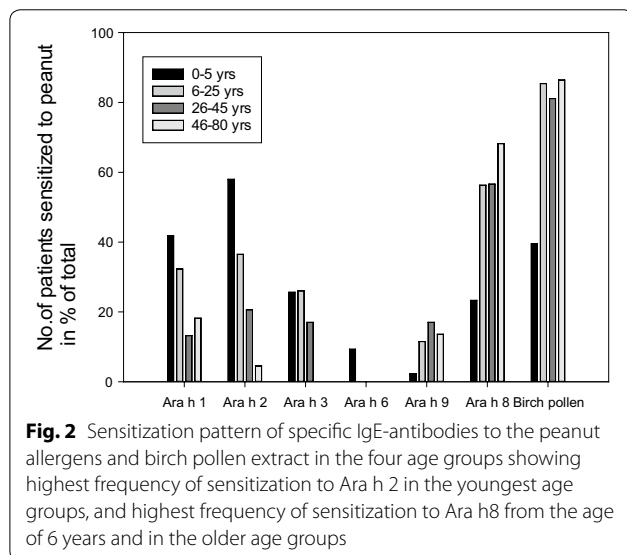 100
80
60
40
20
0
No.of patients sensitized to peanut
in % of total
0-5 yrs
6-25 yrs
26-45 yrs
46-80 yrs
Ara h 1 Ara h 2 Ara h 3 Ara h 6 Ara h 9 Ara h 8 Birch pollen
Fig. 2 Sensitization pattern of specific IgE-antibodies to the peanut
allergens and birch pollen extract in the four age groups showing
highest frequency of sensitization to Ara h 2 in the youngest age
groups, and highest frequency of sensitization to Ara h8 from the age
of 6 years and in the older age groups